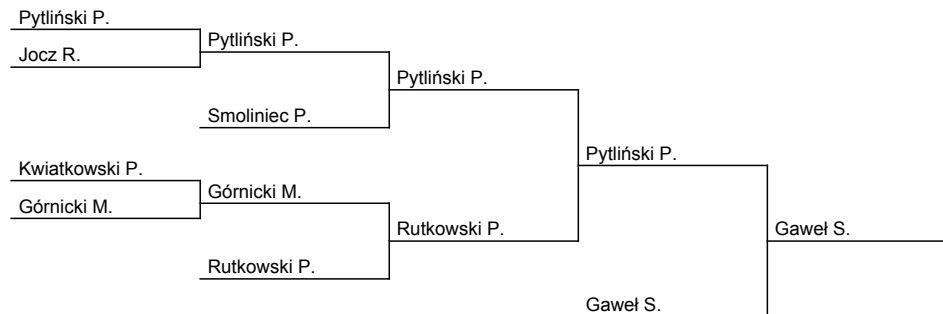 Pytliński P.
Jocz R.
Pytliński P.
Pytliński P.
Smoliniec P.
Pytliński P.
Kwiatkowski P.
Górnicki M.
Górnicki M.
Rutkowski P.
Gaweł S.
Rutkowski P.
Gaweł S.